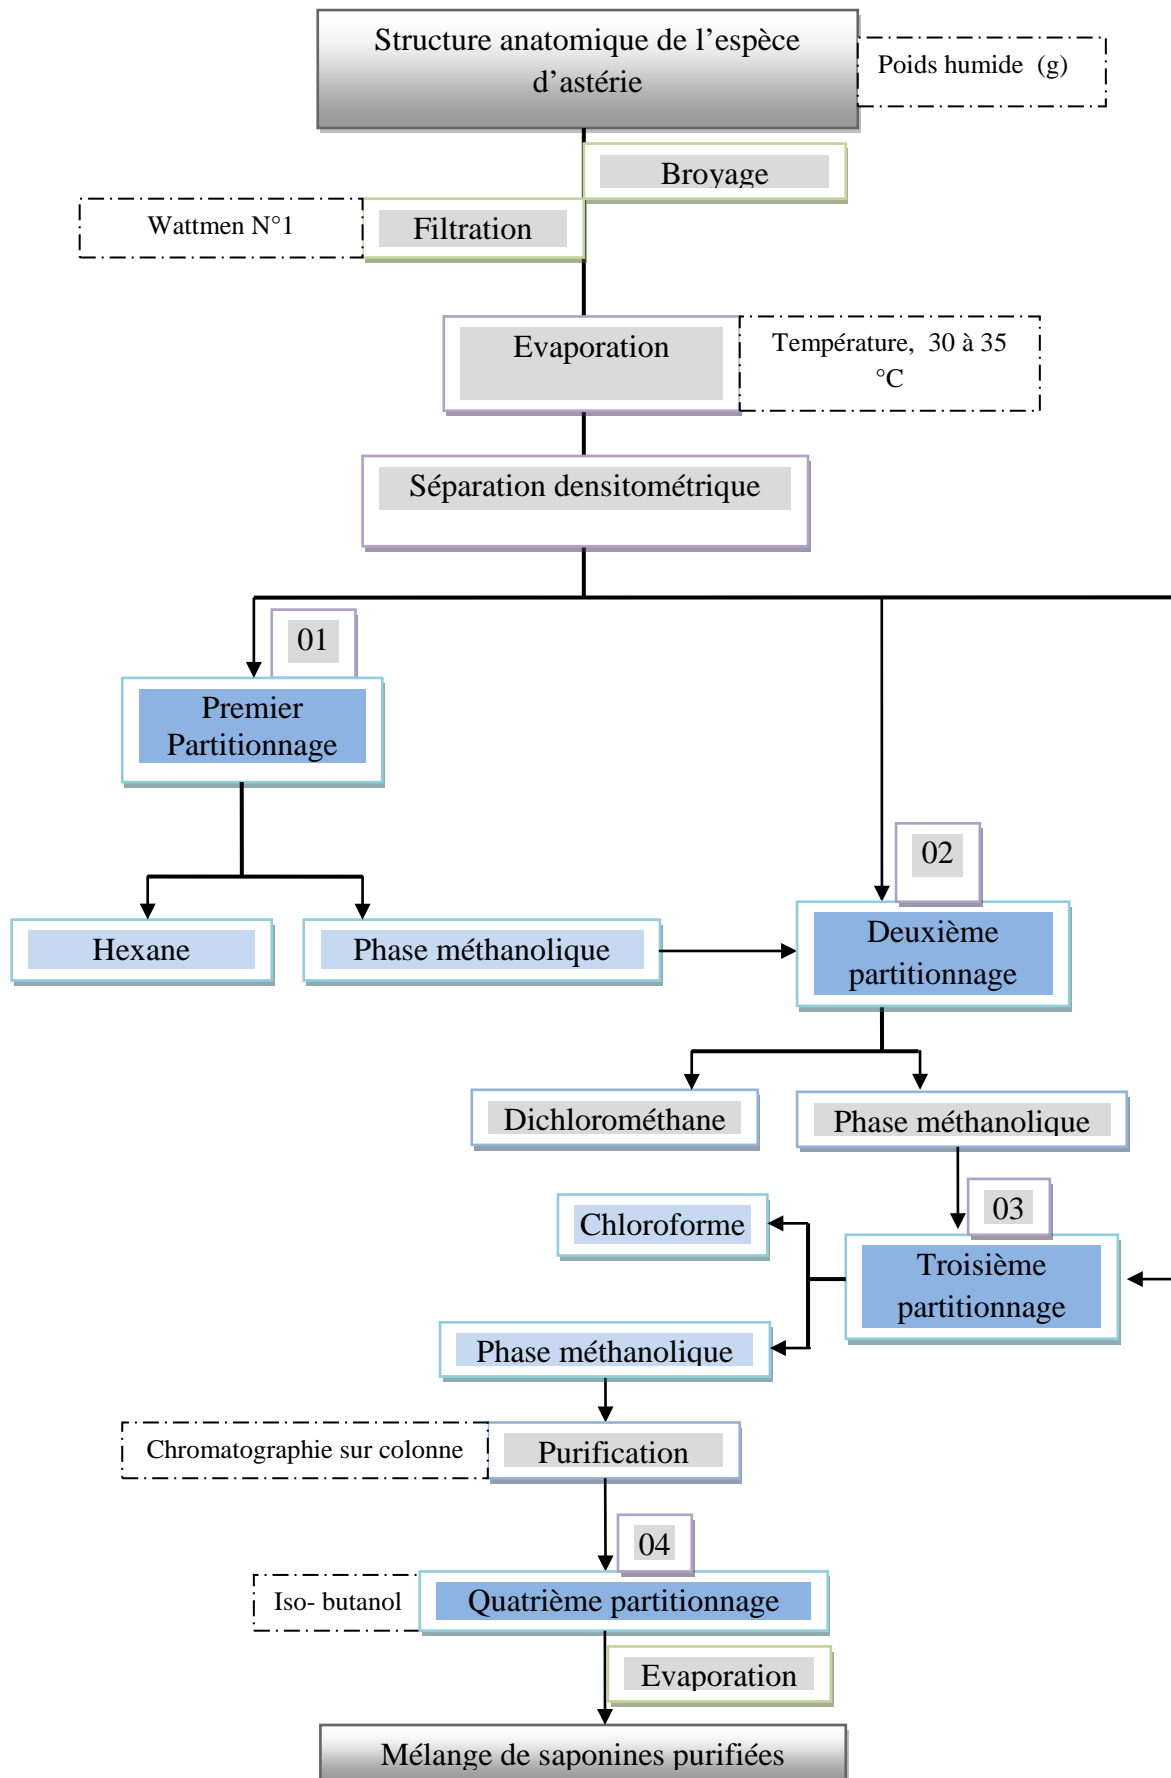 Structure anatomique de l’espèce
d’astérie
Poids humide (g)
Broyage
Wattmen N°1
Filtration
Evaporation
Température, 30 à 35
°C
Séparation densitométrique
01
Premier
Partitionnage
02
Hexane
Phase méthanolique
Deuxième
partitionnage
Dichlorométhane
Phase méthanolique
03
Chloroforme
Troisième
partitionnage
Phase méthanolique
Chromatographie sur colonne
Purification
04
Iso- butanol
Quatrième partitionnage
Evaporation
Mélange de saponines purifiées